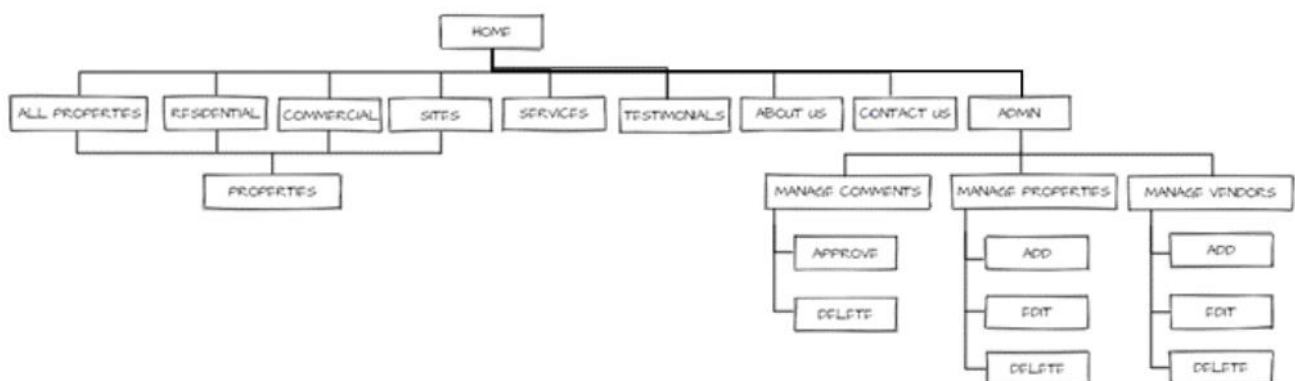 HOME
ALL PROPERTES
RESIDENTIAL
COMMERCIAL
SITES
SERVICES
TESTIMONIALS
ABOUT US
CONTACT US
ADMIN
PROPERTIES
MANAGE COMMENTS
MANAGE PROPERTIES
MANAGE VENDORS
APPROVE
ADD
ADD
DELETE
EDIT
EDIT
DELETE
DELETE